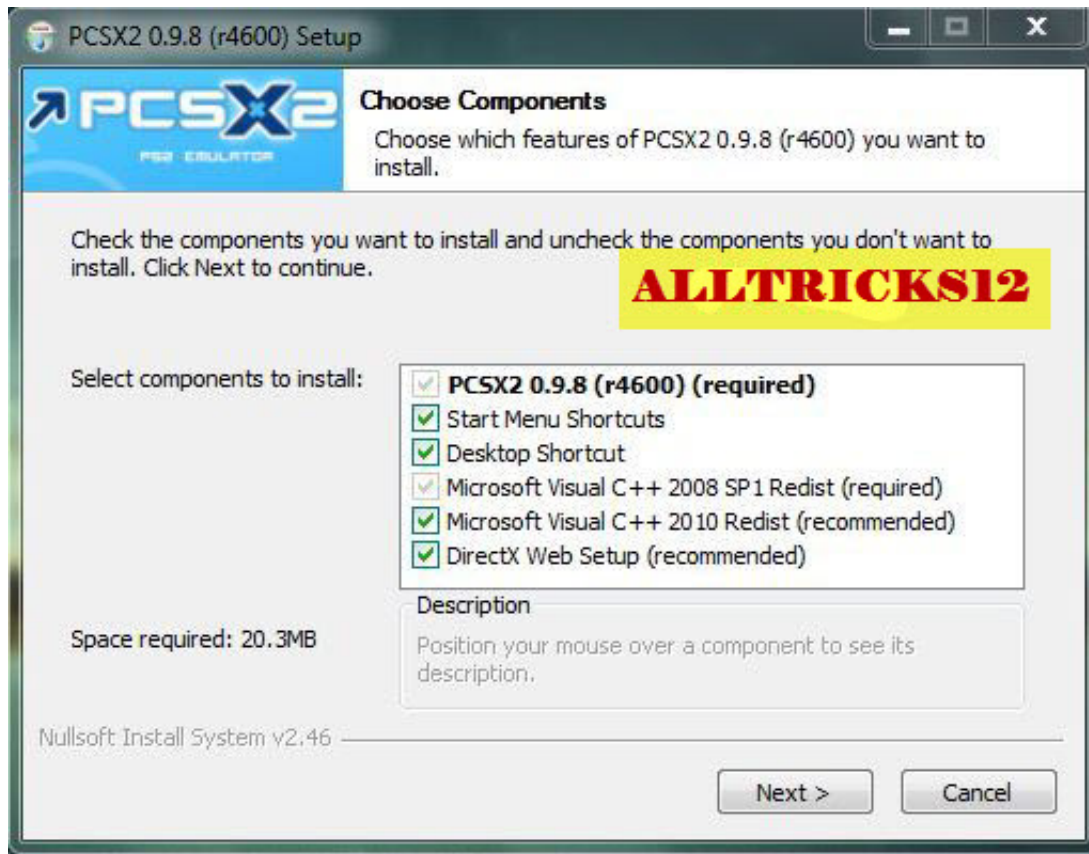 PCSX2 0.9.8 (r4600) Setup
PCSX2
PS2 EMULATOR
Choose Components
Choose which features of PCSX2 0.9.8 (r4600) you want to
install.
Check the components you want to install and uncheck the components you don't want to
install. Click Next to continue.
ALLTRICKS12
Select components to install:
PCSX2 0.9.8 (r4600) (required)
Start Menu Shortcuts
Desktop Shortcut
Microsoft Visual C++ 2008 SP1 Redist (required)
Microsoft Visual C++ 2010 Redist (recommended)
DirectX Web Setup (recommended)
Space required: 20.3MB
Description
Position your mouse over a component to see its
description.
Nullsoft Install System v2.46
Next >
Cancel